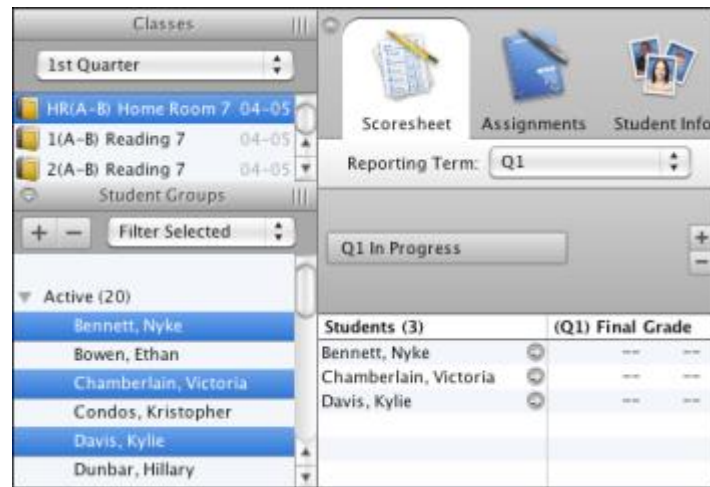 Classes
1st Quarter
HR(A-B) Home Room 7 04-05
1(A-B) Reading 7 04-05
2(A-B) Reading 7 04-05
Student Groups
+ − Filter Selected
Active (20)
Bennett, Nyke
Bowen, Ethan
Chamberlain, Victoria
Condos, Kristopher
Davis, Kylie
Dunbar, Hillary
Scoresheet Assignments Student Info
Reporting Term: Q1
Q1 In Progress
+
−
Students (3) (Q1) Final Grade
Bennett, Nyke -- --
Chamberlain, Victoria -- --
Davis, Kylie -- --